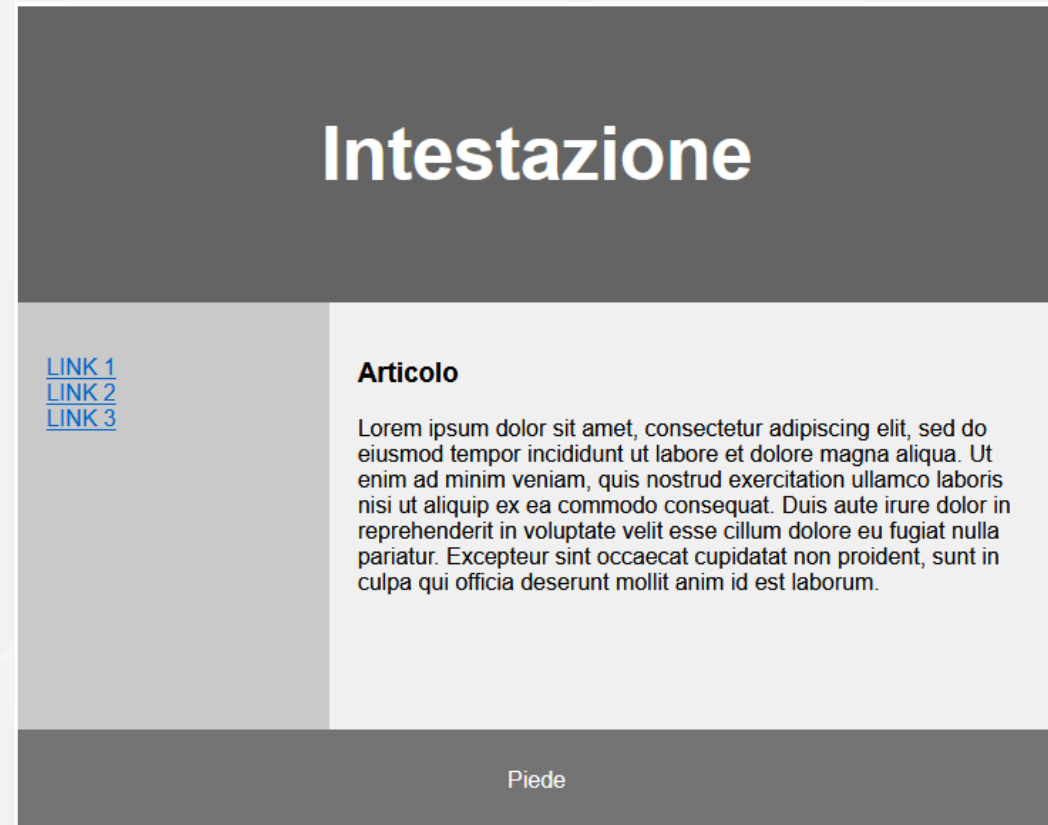 Intestazione
LINK 1
LINK 2
LINK 3
Articolo
Lorem ipsum dolor sit amet, consectetur adipiscing elit, sed do
eiusmod tempor incididunt ut labore et dolore magna aliqua. Ut
enim ad minim veniam, quis nostrud exercitation ullamco laboris
nisi ut aliquip ex ea commodo consequat. Duis aute irure dolor in
reprehenderit in voluptate velit esse cillum dolore eu fugiat nulla
pariatur. Excepteur sint occaecat cupidatat non proident, sunt in
culpa qui officia deserunt mollit anim id est laborum.
Piede